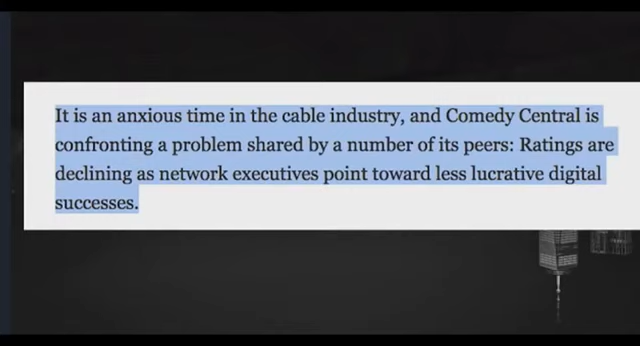 It is an anxious time in the cable industry, and Comedy Central is
confronting a problem shared by a number of its peers: Ratings are
declining as network executives point toward less lucrative digital
successes.